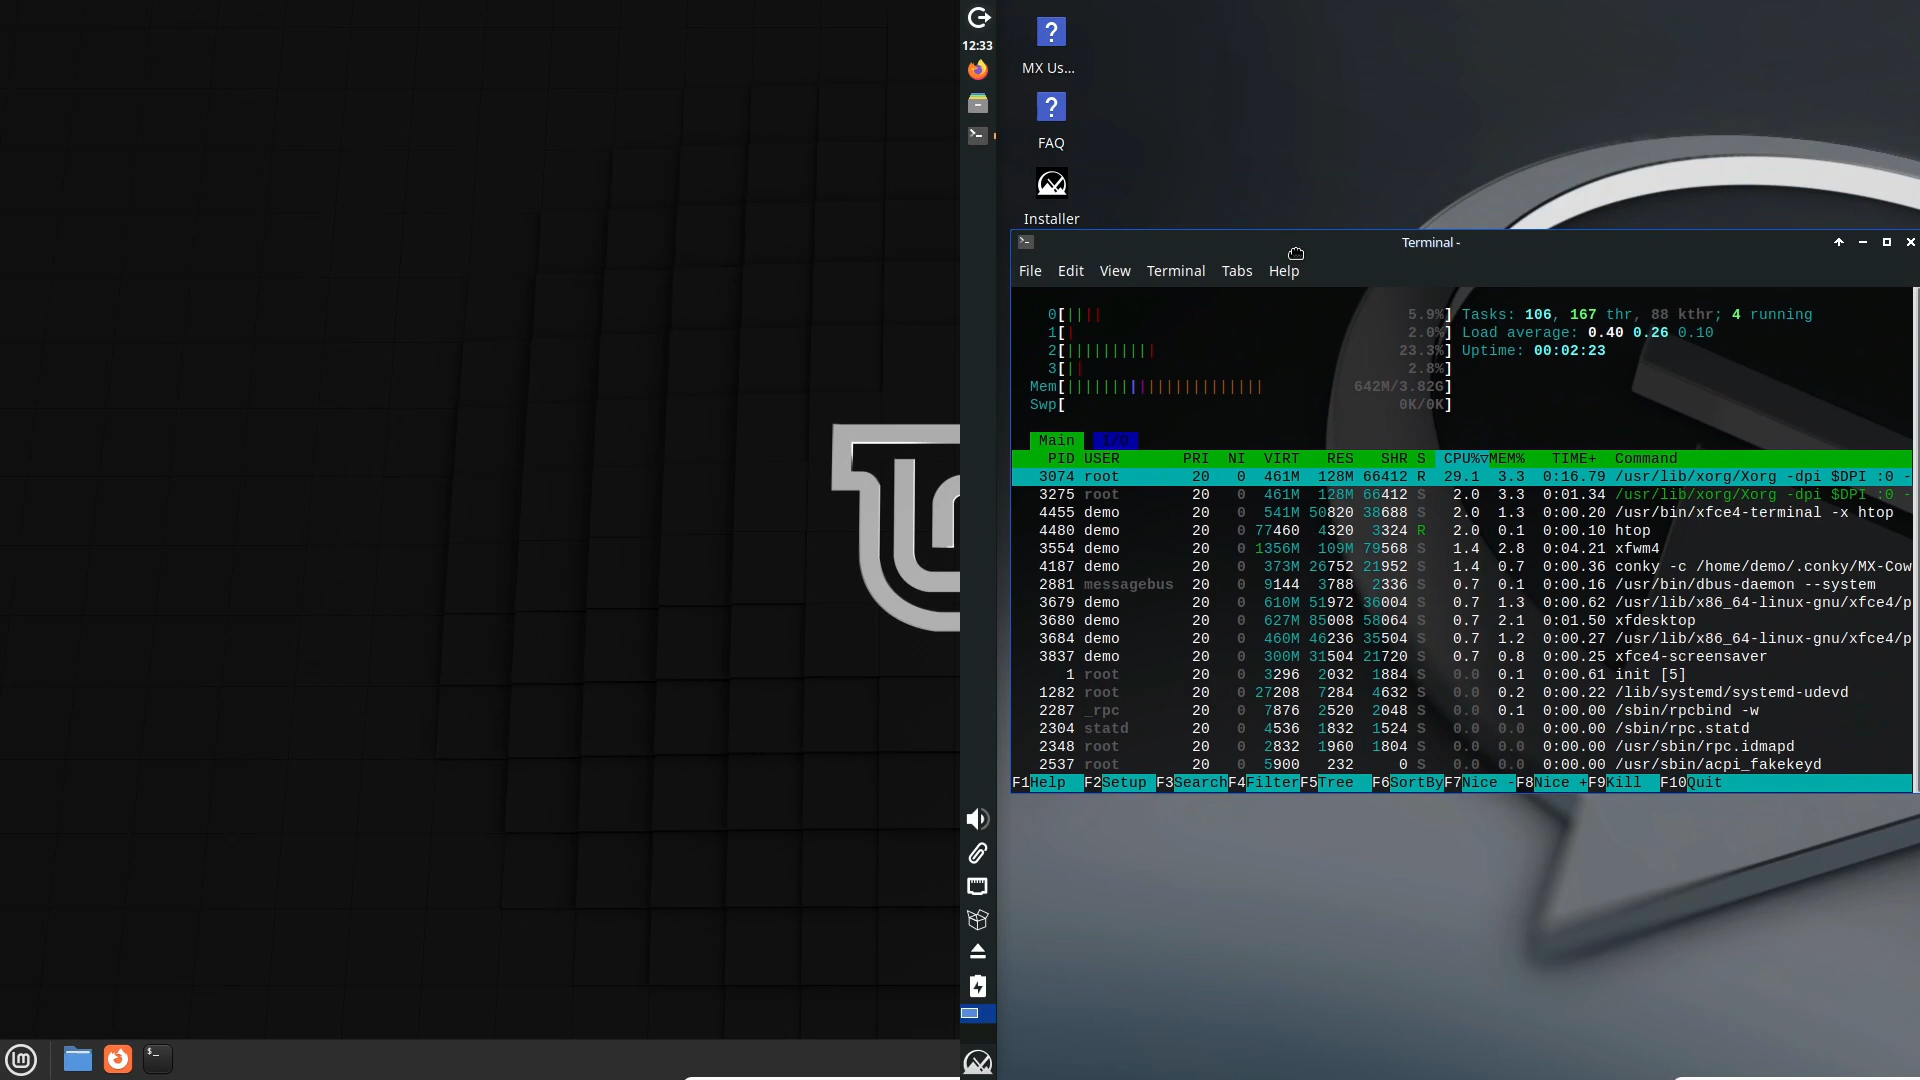 12:33
MX Us...
FAQ
Installer
Terminal -
File Edit View Terminal Tabs Help
0[|||| 5.9%] Tasks: 106, 167 thr, 88 kthr; 4 running
1[| 2.0%] Load average: 0.40 0.26 0.10
2[|||||||||| 23.3%] Uptime: 00:02:23
3[|| 2.8%]
Mem[|||||||||||||||||||||| 642M/3.82G]
Swp[ 0K/0K]
Main I/O
PID USER PRI NI VIRT RES SHR S CPU%▽MEM% TIME+ Command
3074 root 20 0 461M 128M 66412 R 29.1 3.3 0:16.79 /usr/lib/xorg/Xorg -dpi $DPI :0 -
3275 root 20 0 461M 128M 66412 S 2.0 3.3 0:01.34 /usr/lib/xorg/Xorg -dpi $DPI :0 -
4455 demo 20 0 541M 50820 38688 S 2.0 1.3 0:00.20 /usr/bin/xfce4-terminal -x htop
4480 demo 20 0 77460 4320 3324 R 2.0 0.1 0:00.10 htop
3554 demo 20 0 1356M 109M 79568 S 1.4 2.8 0:04.21 xfwm4
4187 demo 20 0 373M 26752 21952 S 1.4 0.7 0:00.36 conky -c /home/demo/.conky/MX-Cow
2881 messagebus 20 0 9144 3788 2336 S 0.7 0.1 0:00.16 /usr/bin/dbus-daemon --system
3679 demo 20 0 610M 51972 36004 S 0.7 1.3 0:00.62 /usr/lib/x86_64-linux-gnu/xfce4/p
3680 demo 20 0 627M 85008 58064 S 0.7 2.1 0:01.50 xfdesktop
3684 demo 20 0 460M 46236 35504 S 0.7 1.2 0:00.27 /usr/lib/x86_64-linux-gnu/xfce4/p
3837 demo 20 0 300M 31504 21720 S 0.7 0.8 0:00.25 xfce4-screensaver
1 root 20 0 3296 2032 1884 S 0.0 0.1 0:00.61 init [5]
1282 root 20 0 27208 7284 4632 S 0.0 0.2 0:00.22 /lib/systemd/systemd-udevd
2287 _rpc 20 0 7876 2520 2048 S 0.0 0.1 0:00.00 /sbin/rpcbind -w
2304 statd 20 0 4536 1832 1524 S 0.0 0.0 0:00.00 /sbin/rpc.statd
2348 root 20 0 2832 1960 1804 S 0.0 0.0 0:00.00 /usr/sbin/rpc.idmapd
2537 root 20 0 5900 232 0 S 0.0 0.0 0:00.00 /usr/sbin/acpi_fakekeyd
F1Help F2Setup F3SearchF4FilterF5Tree F6SortByF7Nice -F8Nice +F9Kill F10Quit